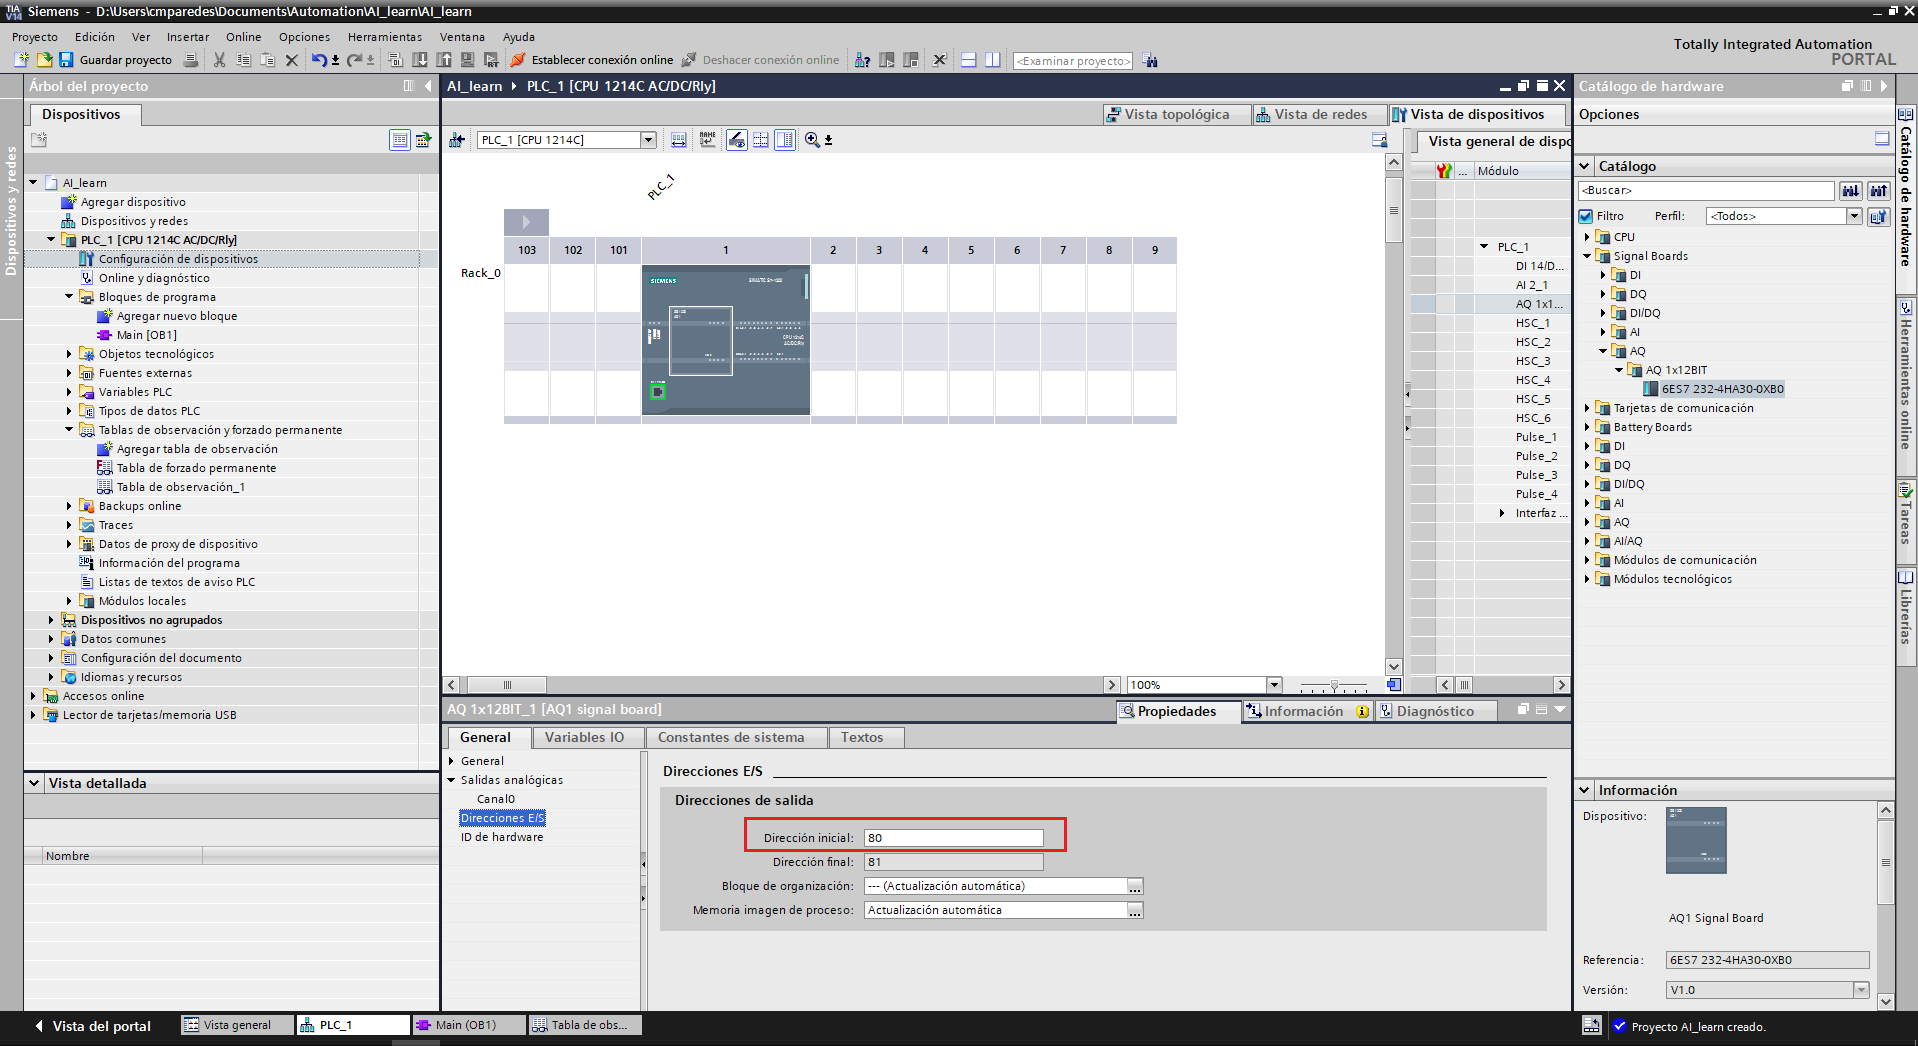 Siemens - D:\Users\cmparedes\Documents\Automation\AI_learn\AI_learn
Proyecto Edición Ver Insertar Online Opciones Herramientas Ventana Ayuda
Guardar proyecto Establecer conexión online Deshacer conexión online <Examinar proyecto>
Totally Integrated Automation
PORTAL
Árbol del proyecto
Dispositivos
Dispositivos y redes
AI_learn
Agregar dispositivo
Dispositivos y redes
PLC_1 [CPU 1214C AC/DC/Rly]
Configuración de dispositivos
Online y diagnóstico
Bloques de programa
Agregar nuevo bloque
Main [OB1]
Objetos tecnológicos
Fuentes externas
Variables PLC
Tipos de datos PLC
Tablas de observación y forzado permanente
Agregar tabla de observación
Tabla de forzado permanente
Tabla de observación_1
Backups online
Traces
Datos de proxy de dispositivo
Información del programa
Listas de textos de aviso PLC
Módulos locales
Dispositivos no agrupados
Datos comunes
Configuración del documento
Idiomas y recursos
Accesos online
Lector de tarjetas/memoria USB
Vista detallada
Nombre
AI_learn PLC_1 [CPU 1214C AC/DC/Rly]
Vista topológica Vista de redes Vista de dispositivos
PLC_1 [CPU 1214C]
PLC_1
103 102 101 1 2 3 4 5 6 7 8 9
Rack_0
SIEMENS
CPU 1214C
AC/DC/Rly
100%
Vista general de dispo
... Módulo
PLC_1
DI 14/D...
AI 2_1
AQ 1x1...
HSC_1
HSC_2
HSC_3
HSC_4
HSC_5
HSC_6
Pulse_1
Pulse_2
Pulse_3
Pulse_4
Interfaz ...
AQ 1x12BIT_1 [AQ1 signal board]
Propiedades Información Diagnóstico
General Variables IO Constantes de sistema Textos
General
Salidas analógicas
Canal0
Direcciones E/S
ID de hardware
Direcciones E/S
Direcciones de salida
Dirección inicial: 80
Dirección final: 81
Bloque de organización: --- (Actualización automática)
Memoria imagen de proceso: Actualización automática
Catálogo de hardware
Opciones
Catálogo
<Buscar>
Filtro Perfil: <Todos>
CPU
Signal Boards
DI
DQ
DI/DQ
AI
AQ
AQ 1x12BIT
6ES7 232-4HA30-0XB0
Tarjetas de comunicación
Battery Boards
DI
DQ
DI/DQ
AI
AQ
AI/AQ
Módulos de comunicación
Módulos tecnológicos
Información
Dispositivo:
AQ1 Signal Board
Referencia: 6ES7 232-4HA30-0XB0
Versión: V1.0
Catálogo de hardware
Herramientas online
Tareas
Librerías
Vista del portal Vista general PLC_1 Main (OB1) Tabla de obs...
Proyecto AI_learn creado.